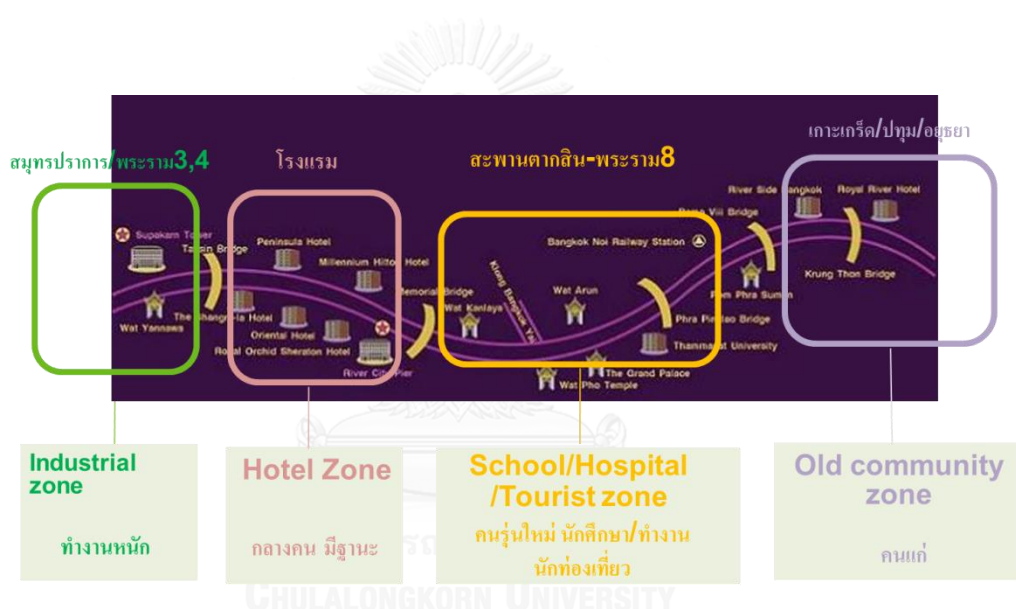 เกาะเกร็ด/ปทุม/อยุธยา
สมุทรปราการ/พระราม3,4
โรงแรม
สะพานตากสิน-พระราม8
River Side Bangkok
Royal River Hotel
Rama VIII Bridge
Supakarn Tower
Taksin Bridge
Peninsula Hotel
Bangkok Noi Railway Station
Millennium Hilton Hotel
Klong Bangkok Yai
Krung Thon Bridge
Memorial Bridge
Wat Kanlaya
Wat Arun
Pom Phra Sumen
The Shangri-la Hotel
Wat Yannawa
Phra Pinklao Bridge
Oriental Hotel
Royal Orchid Sheraton Hotel
Thammasat University
River City Pier
The Grand Palace
Wat Pho Temple
Industrial
zone
ทำงานหนัก
Hotel Zone
กลางคน มีฐานะ
School/Hospital
/Tourist zone
คนรุ่นใหม่ นักศึกษา/ทำงาน
นักท่องเที่ยว
Old community
zone
คนแก่
CHULALONGKORN UNIVERSITY